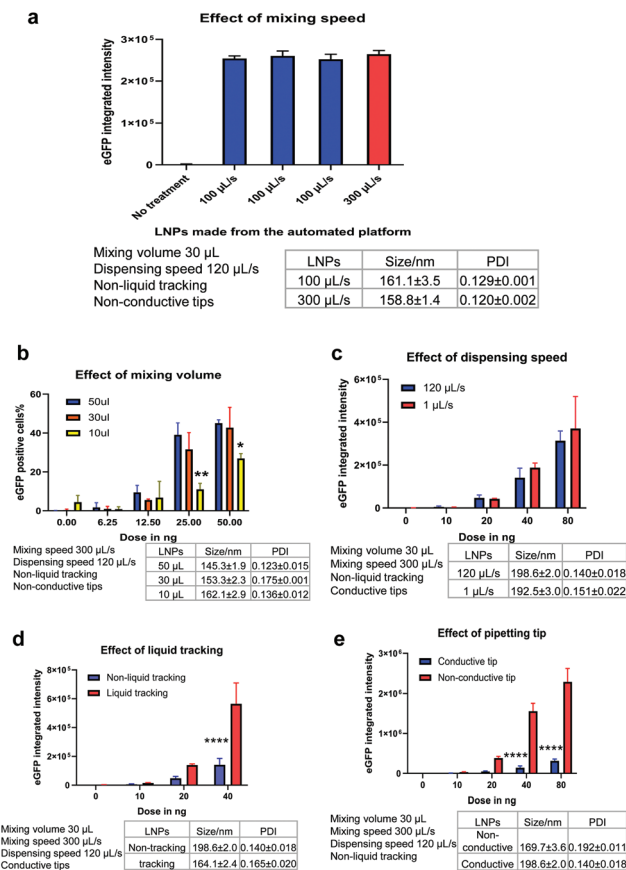 a
Effect of mixing speed
eGFP integrated intensity
3×10⁵
2×10⁵
1×10⁵
0
No treatment
100 µL/s
100 µL/s
100 µL/s
300 µL/s
LNPs made from the automated platform
Mixing volume 30 µL
Dispensing speed 120 µL/s
Non-liquid tracking
Non-conductive tips
LNPs Size/nm PDI
100 µL/s 161.1±3.5 0.129±0.001
300 µL/s 158.8±1.4 0.120±0.002
b
Effect of mixing volume
eGFP positive cells%
60
40
20
0
50ul
30ul
10ul
**
*
0.00 6.25 12.50 25.00 50.00
Dose in ng
Mixing speed 300 µL/s
Dispensing speed 120 µL/s
Non-liquid tracking
Non-conductive tips
LNPs Size/nm PDI
50 µL 145.3±1.9 0.123±0.015
30 µL 153.3±2.3 0.175±0.001
10 µL 162.1±2.9 0.136±0.012
c
Effect of dispensing speed
eGFP integrated intensity
6×10⁵
4×10⁵
2×10⁵
0
120 µL/s
1 µL/s
0 10 20 40 80
Dose in ng
Mixing volume 30 µL
Mixing speed 300 µL/s
Non-liquid tracking
Conductive tips
LNPs Size/nm PDI
120 µL/s 198.6±2.0 0.140±0.018
1 µL/s 192.5±3.0 0.151±0.022
d
Effect of liquid tracking
eGFP integrated intensity
8×10⁵
6×10⁵
4×10⁵
2×10⁵
0
Non-liquid tracking
Liquid tracking
****
0 10 20 40
Dose in ng
Mixing volume 30 µL
Mixing speed 300 µL/s
Dispensing speed 120 µL/s
Conductive tips
LNPs Size/nm PDI
Non-tracking 198.6±2.0 0.140±0.018
tracking 164.1±2.4 0.165±0.020
e
Effect of pipetting tip
eGFP integrated intensity
3×10⁶
2×10⁶
1×10⁶
0
Conductive tip
Non-conductive tip
****
****
0 10 20 40 80
Dose in ng
Mixing volume 30 µL
Mixing speed 300 µL/s
Dispensing speed 120 µL/s
Non-liquid tracking
LNPs Size/nm PDI
Non-
conductive 169.7±3.6 0.192±0.011
Conductive 198.6±2.0 0.140±0.018